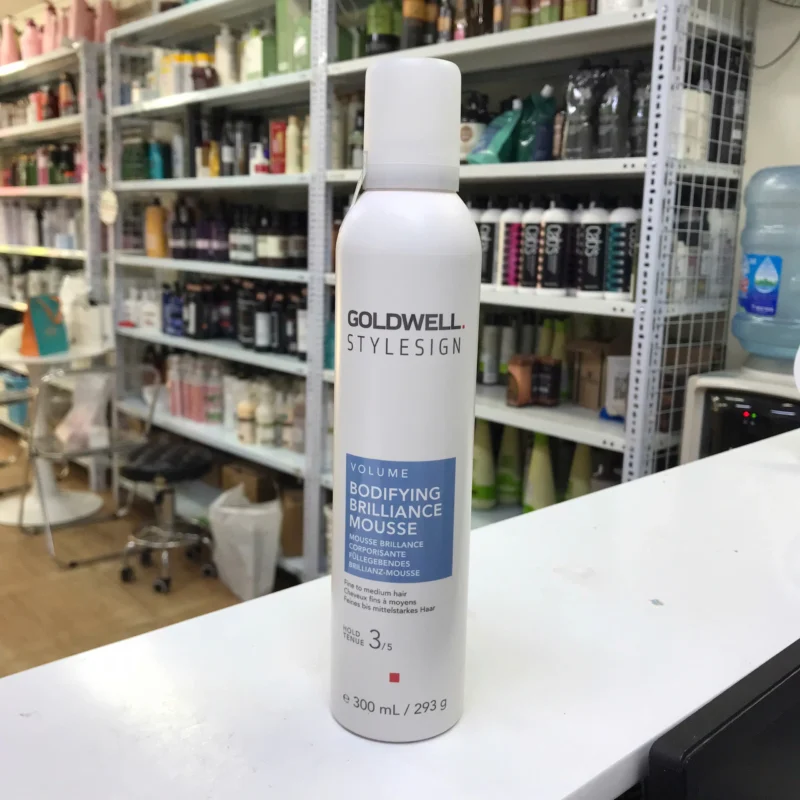 GOLDWELL.
STYLESIGN
VOLUME
BODIFYING
BRILLIANCE
MOUSSE
MOUSSE BRILLANCE
CORPORISANTE
FÜLLEGEBENDES
BRILLIANZ-MOUSSE
Fine to medium hair
Cheveux fins à moyens
Feines bis mittelstarkes Haar
HOLD
TENUE 3/5
℮ 300 mL / 293 g